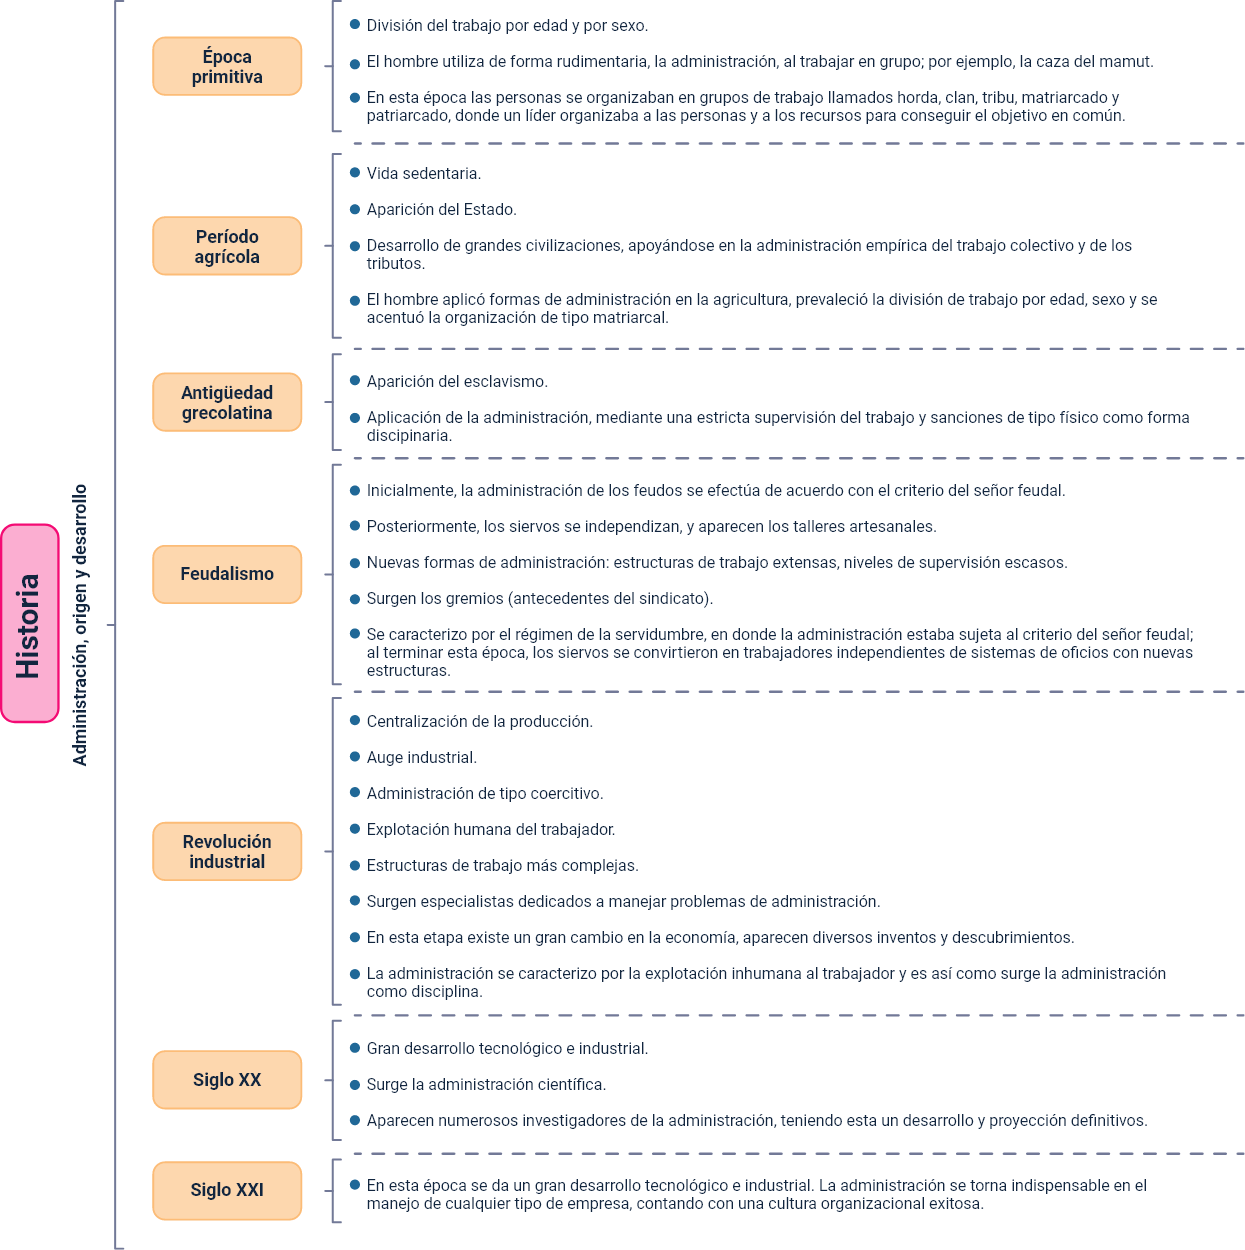 Historia
Administración, origen y desarrollo
Época
primitiva
División del trabajo por edad y por sexo.
El hombre utiliza de forma rudimentaria, la administración, al trabajar en grupo; por ejemplo, la caza del mamut.
En esta época las personas se organizaban en grupos de trabajo llamados horda, clan, tribu, matriarcado y
patriarcado, donde un líder organizaba a las personas y a los recursos para conseguir el objetivo en común.
Período
agrícola
Vida sedentaria.
Aparición del Estado.
Desarrollo de grandes civilizaciones, apoyándose en la administración empírica del trabajo colectivo y de los
tributos.
El hombre aplicó formas de administración en la agricultura, prevaleció la división de trabajo por edad, sexo y se
acentuó la organización de tipo matriarcal.
Antigüedad
grecolatina
Aparición del esclavismo.
Aplicación de la administración, mediante una estricta supervisión del trabajo y sanciones de tipo físico como forma
discipinaria.
Feudalismo
Inicialmente, la administración de los feudos se efectúa de acuerdo con el criterio del señor feudal.
Posteriormente, los siervos se independizan, y aparecen los talleres artesanales.
Nuevas formas de administración: estructuras de trabajo extensas, niveles de supervisión escasos.
Surgen los gremios (antecedentes del sindicato).
Se caracterizo por el régimen de la servidumbre, en donde la administración estaba sujeta al criterio del señor feudal;
al terminar esta época, los siervos se convirtieron en trabajadores independientes de sistemas de oficios con nuevas
estructuras.
Revolución
industrial
Centralización de la producción.
Auge industrial.
Administración de tipo coercitivo.
Explotación humana del trabajador.
Estructuras de trabajo más complejas.
Surgen especialistas dedicados a manejar problemas de administración.
En esta etapa existe un gran cambio en la economía, aparecen diversos inventos y descubrimientos.
La administración se caracterizo por la explotación inhumana al trabajador y es así como surge la administración
como disciplina.
Siglo XX
Gran desarrollo tecnológico e industrial.
Surge la administración científica.
Aparecen numerosos investigadores de la administración, teniendo esta un desarrollo y proyección definitivos.
Siglo XXI
En esta época se da un gran desarrollo tecnológico e industrial. La administración se torna indispensable en el
manejo de cualquier tipo de empresa, contando con una cultura organizacional exitosa.